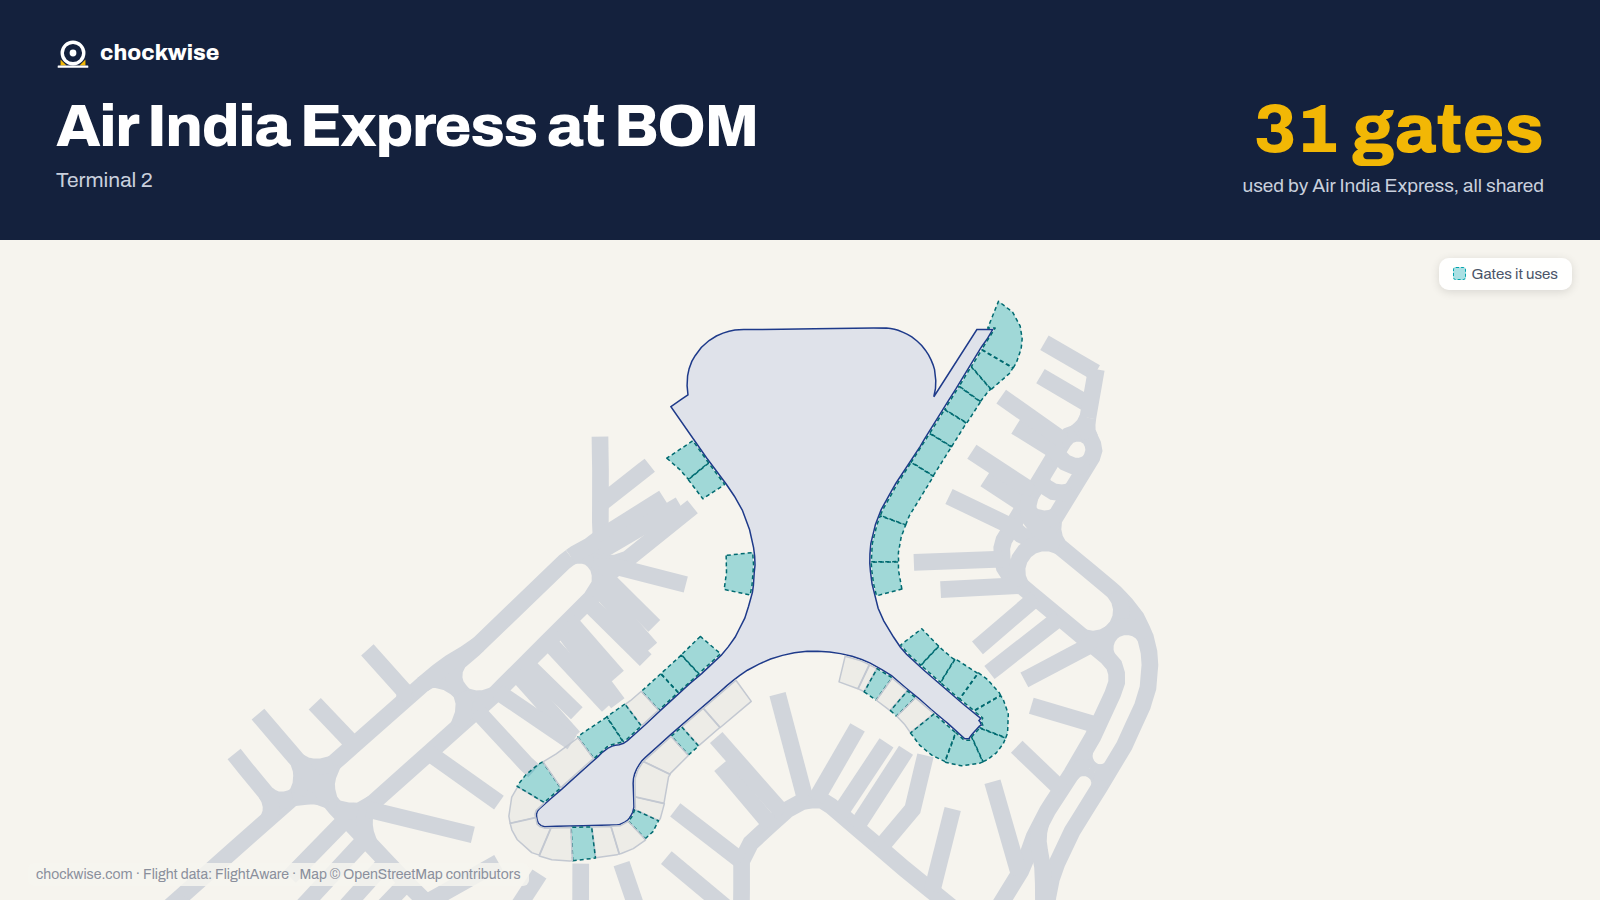 chockwise
Air India Express at BOM
Terminal 2
31 gates
used by Air India Express, all shared
Gates it uses
chockwise.com · Flight data: FlightAware · Map © OpenStreetMap contributors